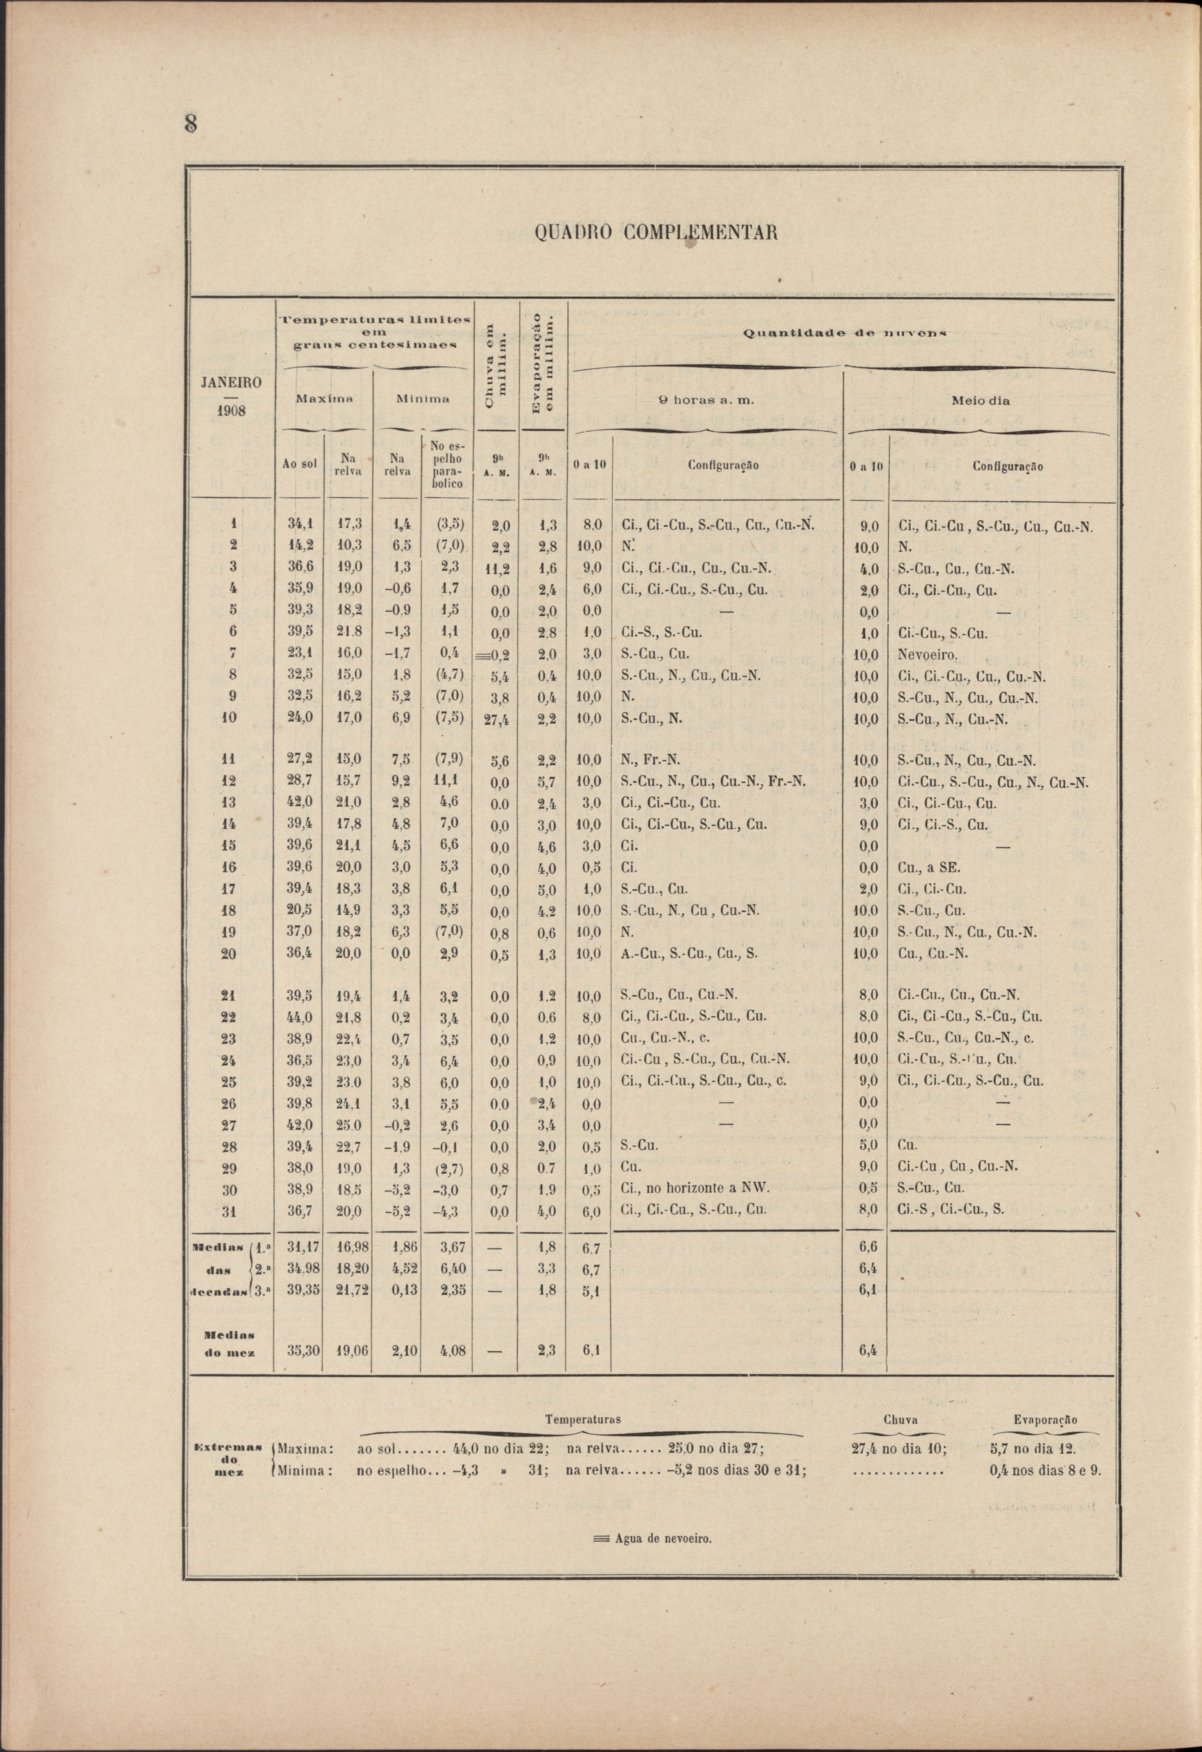 8
QUADRO COMPLEMENTAR
JANEIRO
—
1908
Temperaturas limites
em
graus centesimaes
Chuva em
millim.
Evaporação
em millim.
Quantidade de nuvens
Maxima Minima 9 horas a. m. Meio dia
Ao sol Na relva Na relva No es-pelho para-bolico 9h A. M. 9h A. M. 0 a 10 Configuração 0 a 10 Configuração
1 34,1 17,3 1,4 (3,5) 2,0 1,3 8,0 Ci., Ci.-Cu., S.-Cu., Cu., Cu.-N. 9,0 Ci., Ci.-Cu, S.-Cu., Cu., Cu.-N.
2 14,2 10,3 6,5 (7,0) 2,2 2,8 10,0 N. 10,0 N.
3 36,6 19,0 1,3 2,3 11,2 1,6 9,0 Ci., Ci.-Cu., Cu., Cu.-N. 4,0 S.-Cu., Cu., Cu.-N.
4 35,9 19,0 –0,6 1,7 0,0 2,4 6,0 Ci., Ci.-Cu., S.-Cu., Cu. 2,0 Ci., Ci.-Cu., Cu.
5 39,3 18,2 –0,9 1,5 0,0 2,0 0,0 — 0,0 —
6 39,5 21,8 –1,3 1,1 0,0 2,8 1,0 Ci.-S., S.-Cu. 1,0 Ci.-Cu., S.-Cu.
7 23,1 16,0 –1,7 0,4 ≡0,2 2,0 3,0 S.-Cu., Cu. 10,0 Nevoeiro.
8 32,5 15,0 1,8 (4,7) 5,4 0,4 10,0 S.-Cu., N., Cu., Cu.-N. 10,0 Ci., Ci.-Cu., Cu., Cu.-N.
9 32,5 16,2 5,2 (7,0) 3,8 0,4 10,0 N. 10,0 S.-Cu., N., Cu., Cu.-N.
10 24,0 17,0 6,9 (7,5) 27,4 2,2 10,0 S.-Cu., N. 10,0 S.-Cu., N., Cu.-N.
11 27,2 15,0 7,5 (7,9) 5,6 2,2 10,0 N., Fr.-N. 10,0 S.-Cu., N., Cu., Cu.-N.
12 28,7 15,7 9,2 11,1 0,0 5,7 10,0 S.-Cu., N., Cu., Cu.-N., Fr.-N. 10,0 Ci.-Cu., S.-Cu., Cu., N., Cu.-N.
13 42,0 21,0 2,8 4,6 0,0 2,4 3,0 Ci., Ci.-Cu., Cu. 3,0 Ci., Ci.-Cu., Cu.
14 39,4 17,8 4,8 7,0 0,0 3,0 10,0 Ci., Ci.-Cu., S.-Cu., Cu. 9,0 Ci., Ci.-S., Cu.
15 39,6 21,1 4,5 6,6 0,0 4,6 3,0 Ci. 0,0 —
16 39,6 20,0 3,0 5,3 0,0 4,0 0,5 Ci. 0,0 Cu., a SE.
17 39,4 18,3 3,8 6,1 0,0 5,0 1,0 S.-Cu., Cu. 2,0 Ci., Ci.-Cu.
18 20,5 14,9 3,3 5,5 0,0 4,2 10,0 S.-Cu., N., Cu, Cu.-N. 10,0 S.-Cu., Cu.
19 37,0 18,2 6,3 (7,0) 0,8 0,6 10,0 N. 10,0 S.-Cu., N., Cu., Cu.-N.
20 36,4 20,0 0,0 2,9 0,5 1,3 10,0 A.-Cu., S.-Cu., Cu., S. 10,0 Cu., Cu.-N.
21 39,5 19,4 1,4 3,2 0,0 1,2 10,0 S.-Cu., Cu., Cu.-N. 8,0 Ci.-Cu., Cu., Cu.-N.
22 44,0 21,8 0,2 3,4 0,0 0,6 8,0 Ci., Ci.-Cu., S.-Cu., Cu. 8,0 Ci., Ci-Cu., S.-Cu., Cu.
23 38,9 22,4 0,7 3,5 0,0 1,2 10,0 Cu., Cu.-N., c. 10,0 S.-Cu., Cu., Cu.-N., c.
24 36,5 23,0 3,4 6,4 0,0 0,9 10,0 Ci.-Cu, S.-Cu., Cu., Cu.-N. 10,0 Ci.-Cu., S.-Cu., Cu.
25 39,2 23,0 3,8 6,0 0,0 1,0 10,0 Ci., Ci.-Cu., S.-Cu., Cu., c. 9,0 Ci., Ci.-Cu., S.-Cu., Cu.
26 39,8 24,1 3,1 5,5 0,0 2,4 0,0 — 0,0 —
27 42,0 25,0 –0,2 2,6 0,0 3,4 0,0 — 0,0 —
28 39,4 22,7 –1,9 –0,1 0,0 2,0 0,5 S.-Cu. 5,0 Cu.
29 38,0 19,0 1,3 (2,7) 0,8 0,7 1,0 Cu. 9,0 Ci.-Cu, Cu, Cu.-N.
30 38,9 18,5 –5,2 –3,0 0,7 1,9 0,5 Ci., no horizonte a NW. 0,5 S.-Cu., Cu.
31 36,7 20,0 –5,2 –4,3 0,0 4,0 6,0 Ci., Ci.-Cu., S.-Cu., Cu. 8,0 Ci.-S, Ci.-Cu., S.
Medias 1.ª 31,17 16,98 1,86 3,67 — 1,8 6,7 6,6
das 2.ª 34,98 18,20 4,52 6,40 — 3,3 6,7 6,4
decadas 3.ª 39,35 21,72 0,13 2,35 — 1,8 5,1 6,1
Medias
do mez 35,30 19,06 2,10 4,08 — 2,3 6,1 6,4
Temperaturas Chuva Evaporação
Extremas
do
mez
Maxima: ao sol....... 44,0 no dia 22; na relva...... 25,0 no dia 27; 27,4 no dia 10; 5,7 no dia 12.
Minima: no espelho... –4,3 » 31; na relva...... –5,2 nos dias 30 e 31; ............. 0,4 nos dias 8 e 9.
≡ Agua de nevoeiro.